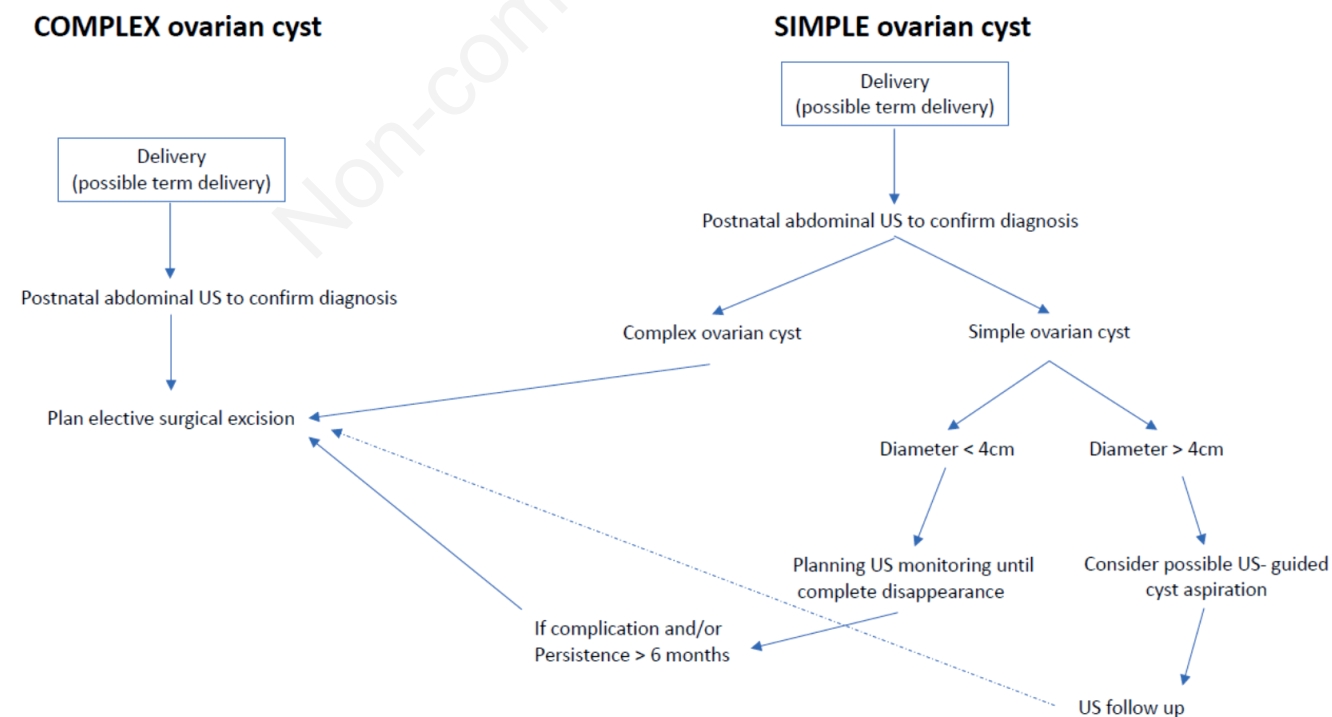 COMPLEX ovarian cyst
Delivery
(possible term delivery)
Postnatal abdominal US to confirm diagnosis
Plan elective surgical excision
SIMPLE ovarian cyst
Delivery
(possible term delivery)
Postnatal abdominal US to confirm diagnosis
Complex ovarian cyst
Simple ovarian cyst
Diameter < 4cm
Diameter > 4cm
Planning US monitoring until
complete disappearance
Consider possible US- guided
cyst aspiration
If complication and/or
Persistence > 6 months
US follow up
Non-com